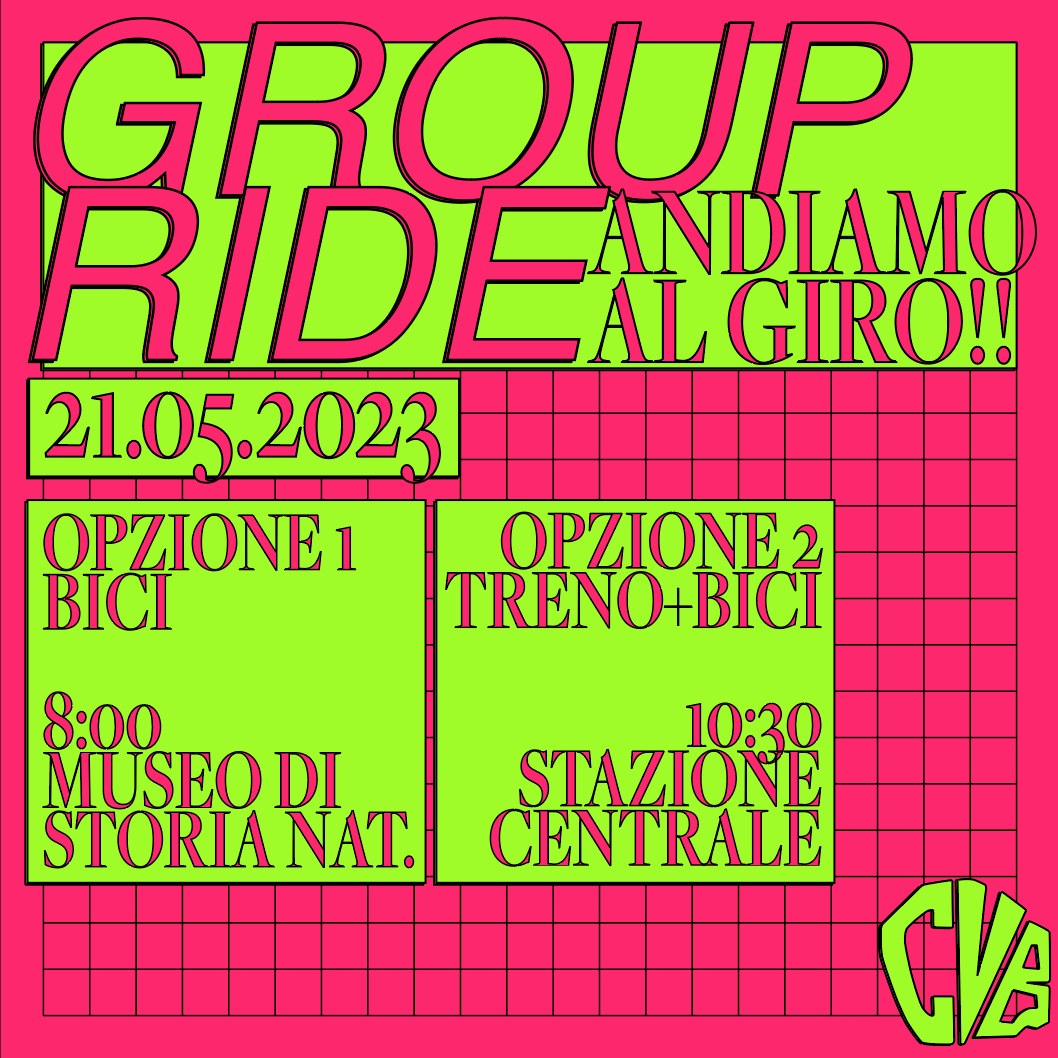 GROUP
RIDE
ANDIAMO
AL GIRO!!
21.05.2023
OPZIONE 1
BICI
8:00
MUSEO DI
STORIA NAT.
OPZIONE 2
TRENO+BICI
10:30
STAZIONE
CENTRALE
CVB